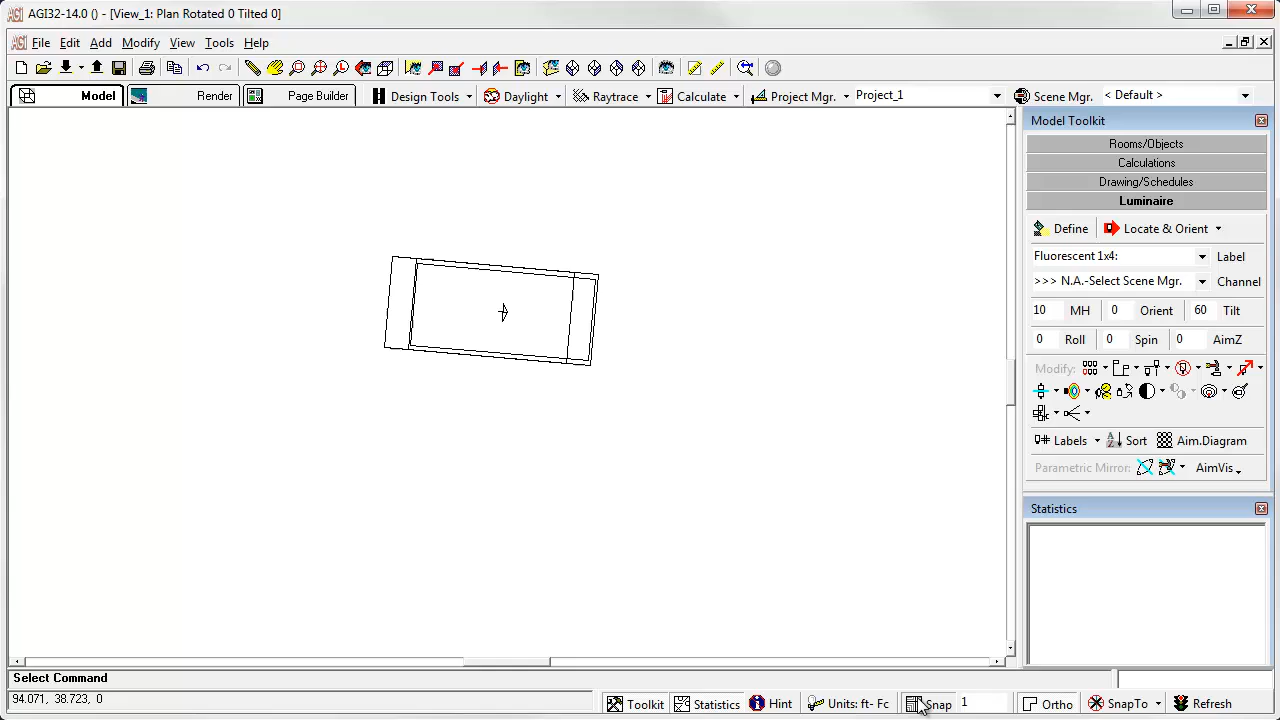 AGI32-14.0 () - [View_1: Plan Rotated 0 Tilted 0]
File Edit Add Modify View Tools Help
Model Render Page Builder Design Tools Daylight Raytrace Calculate Project Mgr. Project_1 Scene Mgr. < Default >
Model Toolkit
Rooms/Objects
Calculations
Drawing/Schedules
Luminaire
Define Locate & Orient
Fluorescent 1x4: Label
>>> N.A.-Select Scene Mgr. Channel
10 MH 0 Orient 60 Tilt
0 Roll 0 Spin 0 AimZ
Modify:
Labels Sort Aim.Diagram
Parametric Mirror: AimVis
Statistics
Select Command
94.071, 38.723, 0 Toolkit Statistics Hint Units: ft- Fc Snap 1 Ortho SnapTo Refresh